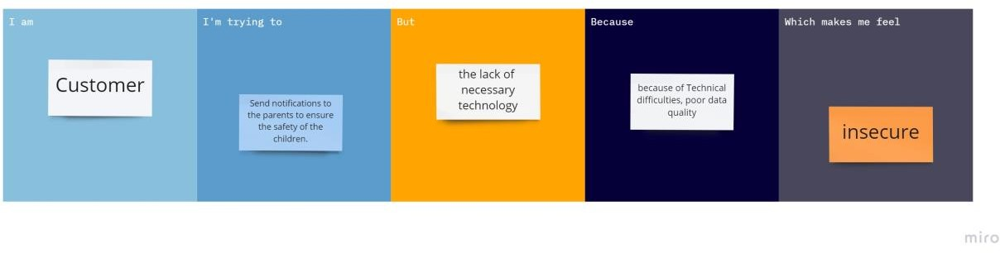 I am
Customer
I'm trying to
Send notifications to
the parents to ensure
the safety of the
children.
But
the lack of
necessary
technology
Because
because of Technical
difficulties, poor data
quality
Which makes me feel
insecure
miro